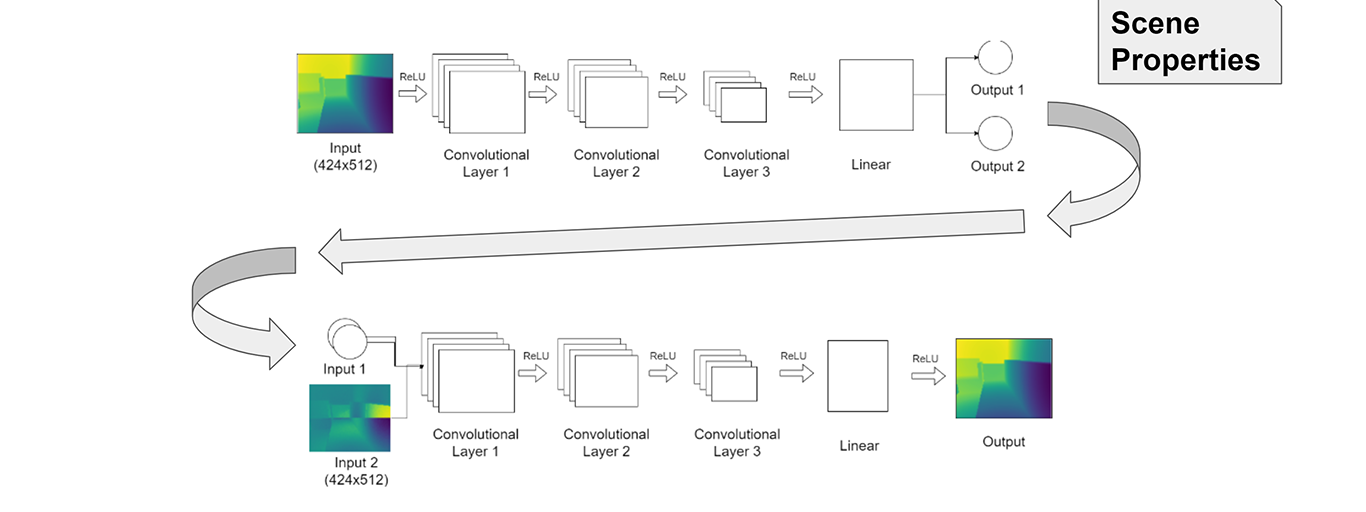 Scene
Properties
ReLU
ReLU
ReLU
ReLU
Input
(424x512)
Convolutional
Layer 1
Convolutional
Layer 2
Convolutional
Layer 3
Linear
Output 1
Output 2
Input 1
Input 2
(424x512)
ReLU
ReLU
ReLU
ReLU
Convolutional
Layer 1
Convolutional
Layer 2
Convolutional
Layer 3
Linear
Output